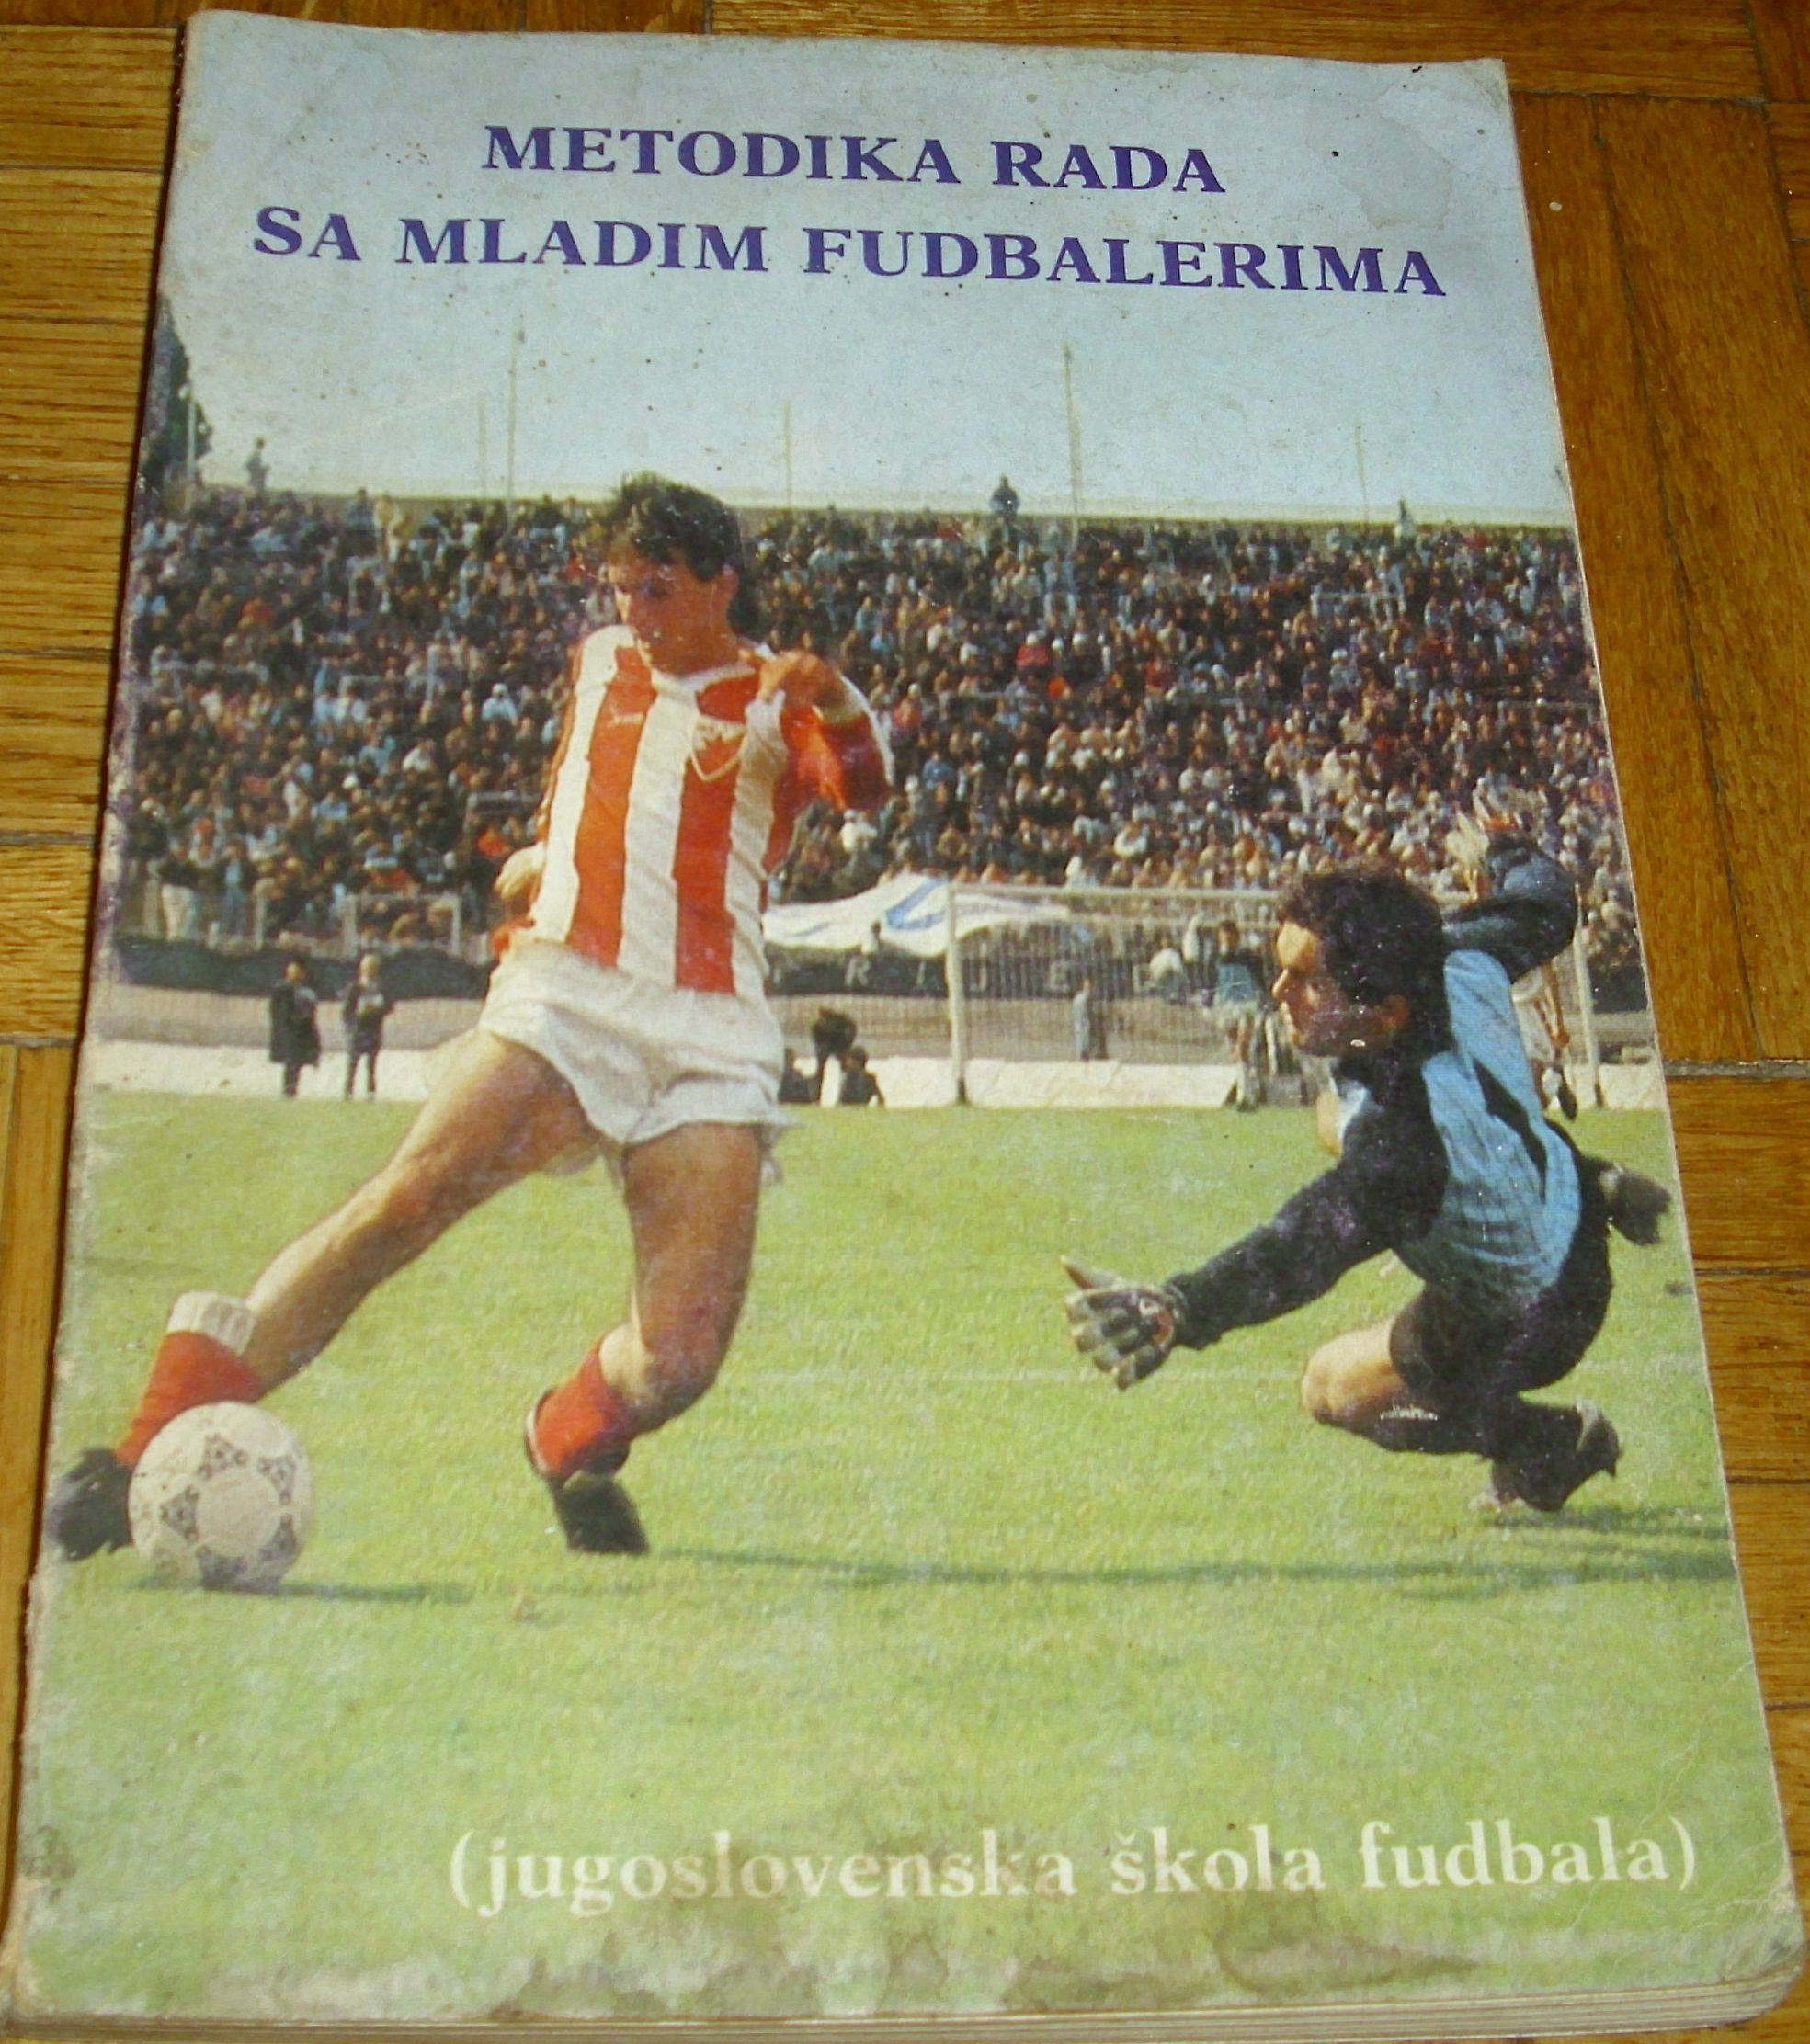 METODIKA RADA
SA MLADIM FUDBALERIMA
(jugoslovenska škola fudbala)